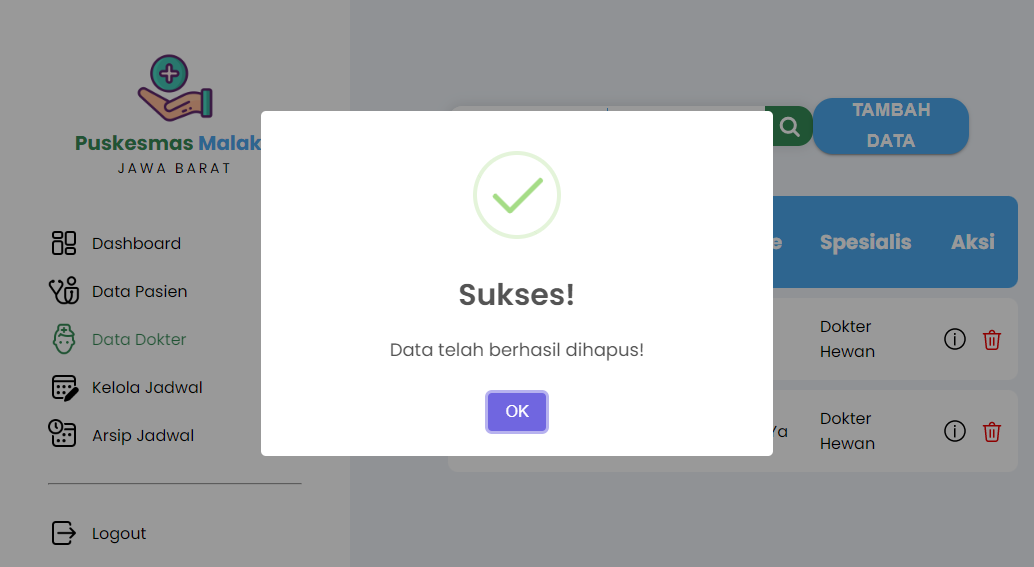 Puskesmas Malak
JAWA BARAT
Dashboard
Data Pasien
Data Dokter
Kelola Jadwal
Arsip Jadwal
Logout
TAMBAH
DATA
Spesialis
Aksi
Dokter
Hewan
Dokter
Hewan
Sukses!
Data telah berhasil dihapus!
OK